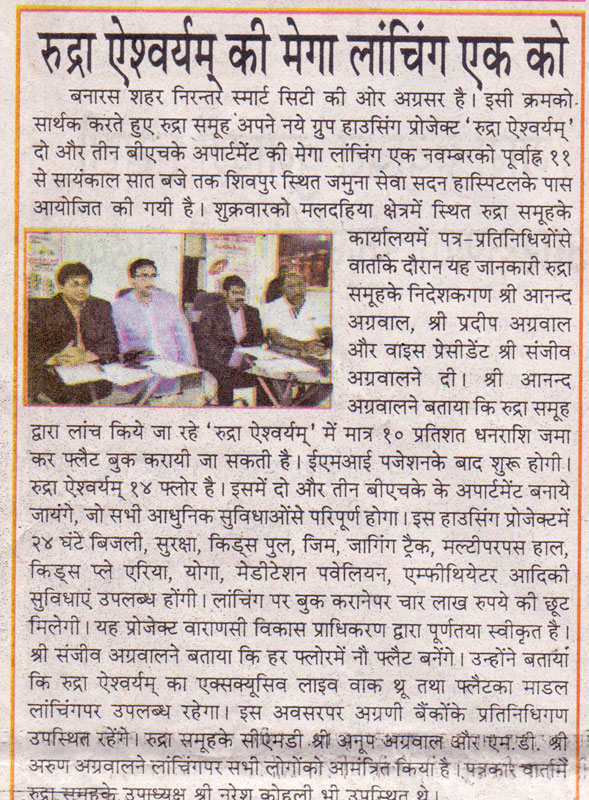 रुद्रा ऐश्वर्यम् की मेगा लांचिंग एक को
बनारस शहर निरन्तर स्मार्ट सिटी की ओर अग्रसर है। इसी क्रमको
सार्थक करते हुए रुद्रा समूह अपने नये ग्रुप हाउसिंग प्रोजेक्ट ‘रुद्रा ऐश्वर्यम्’
दो और तीन बीएचके अपार्टमेंट की मेगा लांचिंग एक नवम्बरको पूर्वाह्न ११
से सायंकाल सात बजे तक शिवपुर स्थित जमुना सेवा सदन हास्पिटलके पास
आयोजित की गयी है। शुक्रवारको मलदहिया क्षेत्रमें स्थित रुद्रा समूहके
कार्यालयमें पत्र-प्रतिनिधियोंसे
वार्ताके दौरान यह जानकारी रुद्रा
समूहके निदेशकगण श्री आनन्द
अग्रवाल, श्री प्रदीप अग्रवाल
और वाइस प्रेसीडेंट श्री संजीव
अग्रवालने दी। श्री आनन्द
अग्रवालने बताया कि रुद्रा समूह
द्वारा लांच किये जा रहे ‘रुद्रा ऐश्वर्यम्’ में मात्र १० प्रतिशत धनराशि जमा
कर फ्लैट बुक करायी जा सकती है। ईएमआई पजेशनके बाद शुरू होगी।
रुद्रा ऐश्वर्यम् १४ फ्लोर है। इसमें दो और तीन बीएचके के अपार्टमेंट बनाये
जायंगे, जो सभी आधुनिक सुविधाओंसे परिपूर्ण होगा। इस हाउसिंग प्रोजेक्टमें
२४ घंटे बिजली, सुरक्षा, किड्स पुल, जिम, जागिंग ट्रैक, मल्टीपरपस हाल,
किड्स प्ले एरिया, योगा, मेडीटेशन पवेलियन, एम्फीथियेटर आदिकी
सुविधाएं उपलब्ध होंगी। लांचिंग पर बुक करानेपर चार लाख रुपये की छूट
मिलेगी। यह प्रोजेक्ट वाराणसी विकास प्राधिकरण द्वारा पूर्णतया स्वीकृत है।
श्री संजीव अग्रवालने बताया कि हर फ्लोरमें नौ फ्लैट बनेंगे। उन्होंने बताया
कि रुद्रा ऐश्वर्यम् का एक्सक्यूसिव लाइव वाक थ्रू तथा फ्लैटका माडल
लांचिंगपर उपलब्ध रहेगा। इस अवसरपर अग्रणी बैंकोंके प्रतिनिधिगण
उपस्थित रहेंगे। रुद्रा समूहके सीएमडी श्री अनूप अग्रवाल और एम.डी. श्री
अरुण अग्रवालने लांचिंगपर सभी लोगोंको आमंत्रित किया है। पत्रकार वार्तामें
रुद्रा समूहके उपाध्यक्ष श्री नरेश कोहली भी उपस्थित थे।